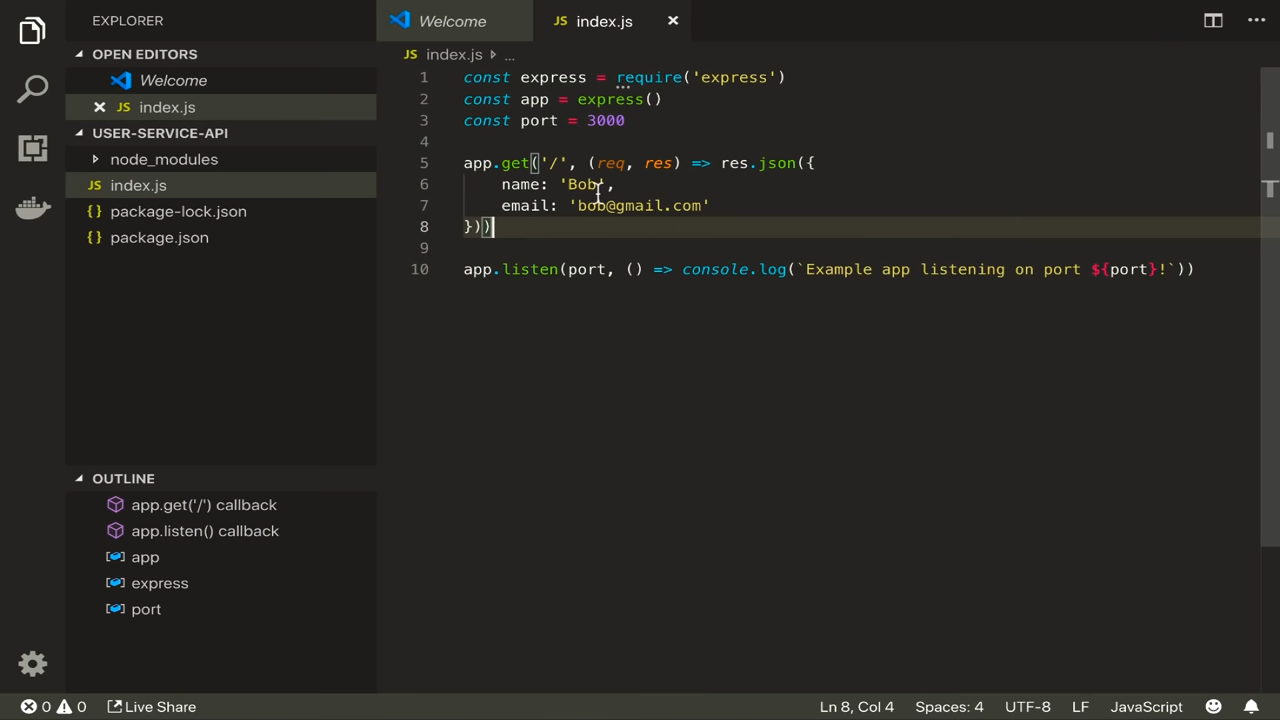 EXPLORER
OPEN EDITORS
Welcome
JS index.js
USER-SERVICE-API
node_modules
JS index.js
{} package-lock.json
{} package.json
OUTLINE
app.get('/') callback
app.listen() callback
app
express
port
Welcome
JS index.js
JS index.js ...
1 const express = require('express')
2 const app = express()
3 const port = 3000
4
5 app.get('/', (req, res) => res.json({
6 name: 'Bob',
7 email: 'bob@gmail.com'
8 }))
9
10 app.listen(port, () => console.log(`Example app listening on port ${port}!`))
0 0 Live Share Ln 8, Col 4 Spaces: 4 UTF-8 LF JavaScript